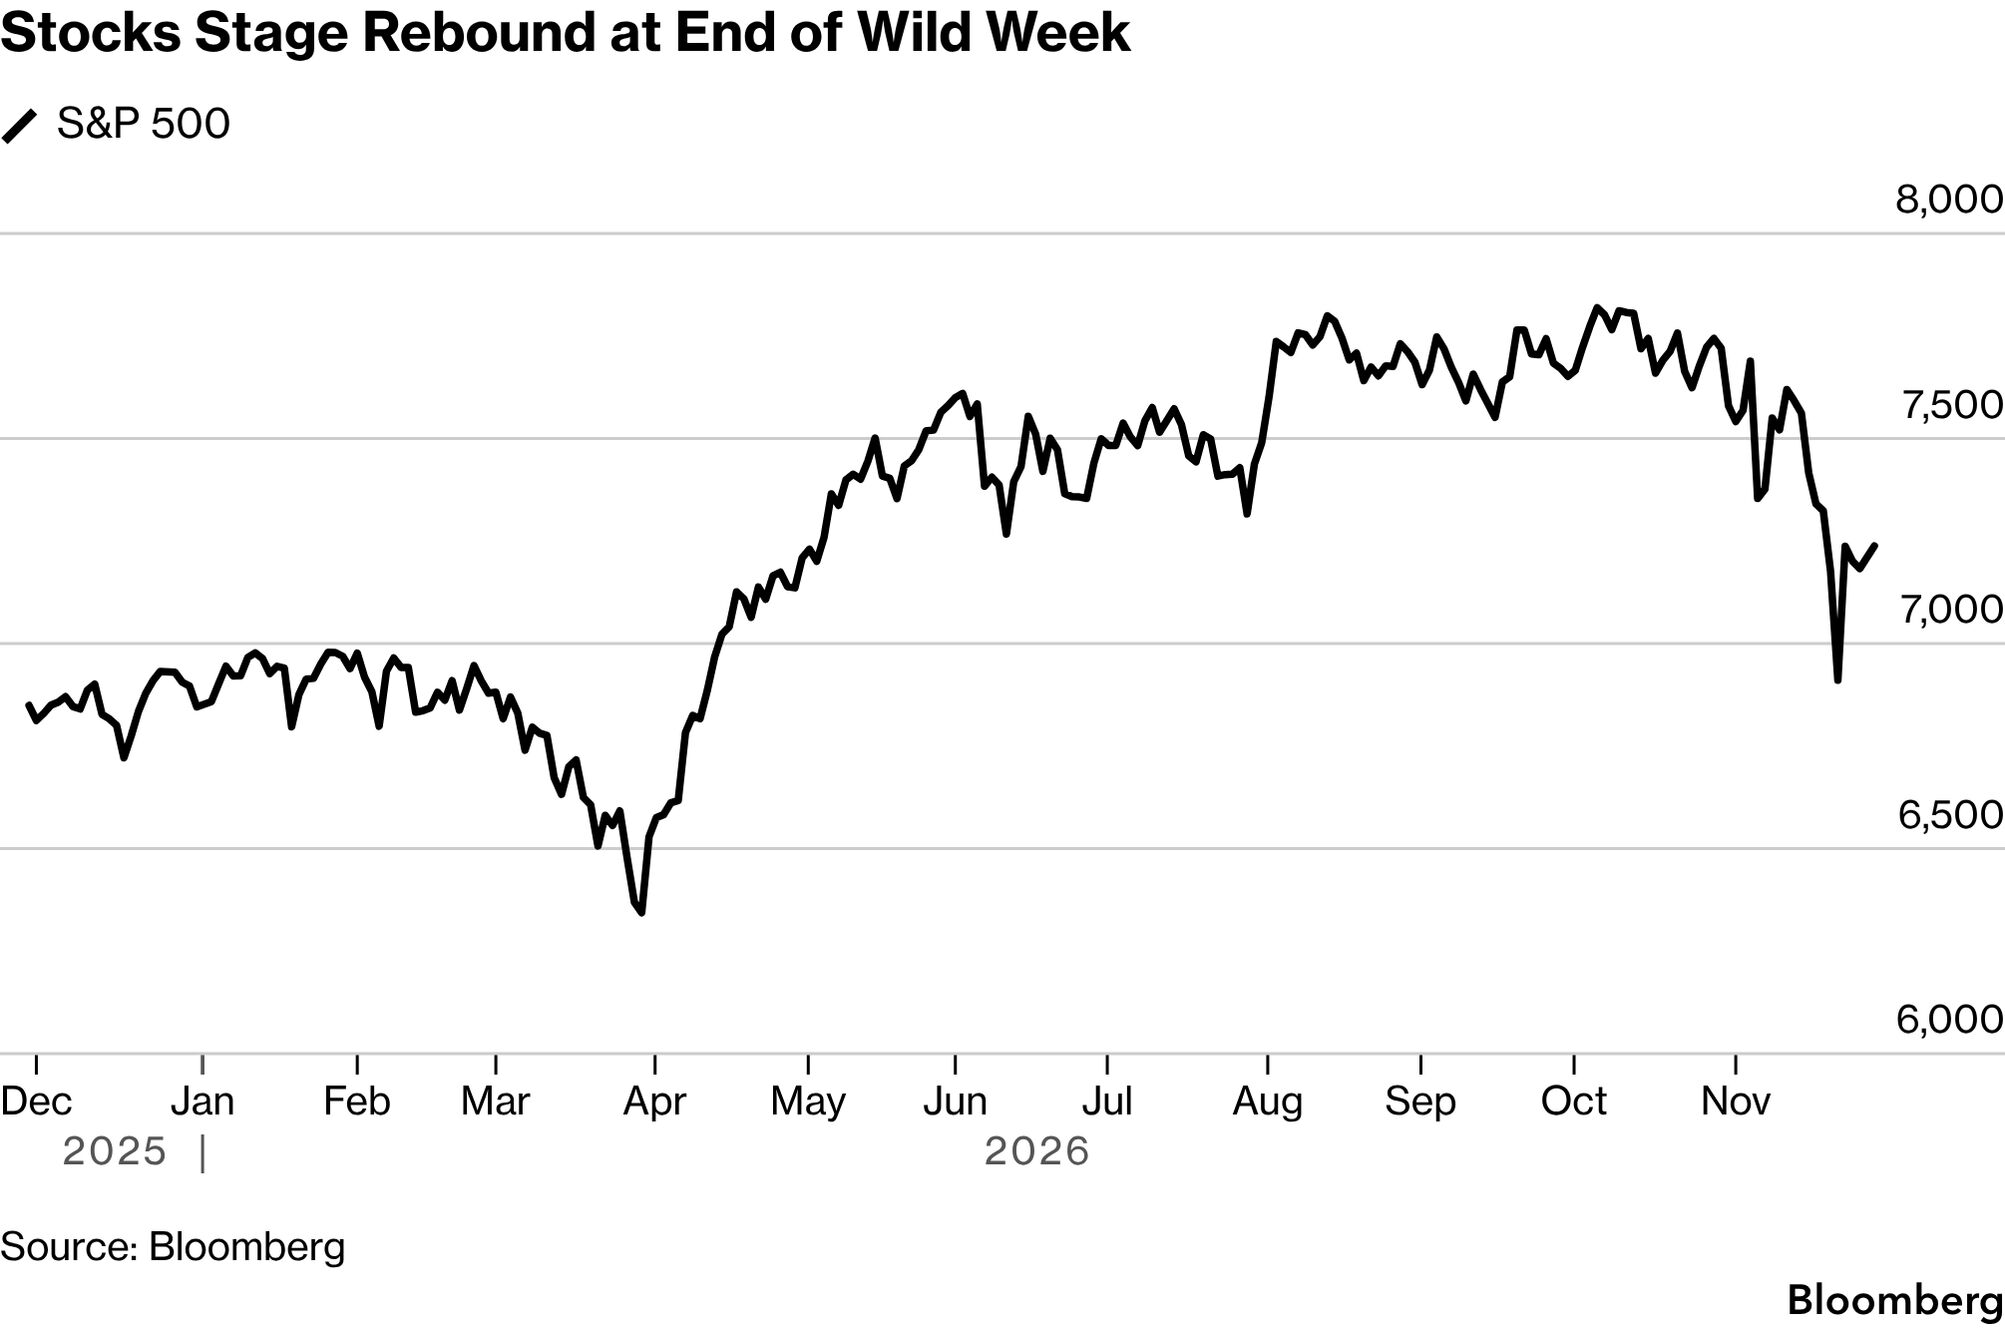 Stocks Stage Rebound at End of Wild Week
S&P 500
8,000
7,500
7,000
6,500
6,000
Dec Jan Feb Mar Apr May Jun Jul Aug Sep Oct Nov
2025 | 2026
Source: Bloomberg
Bloomberg